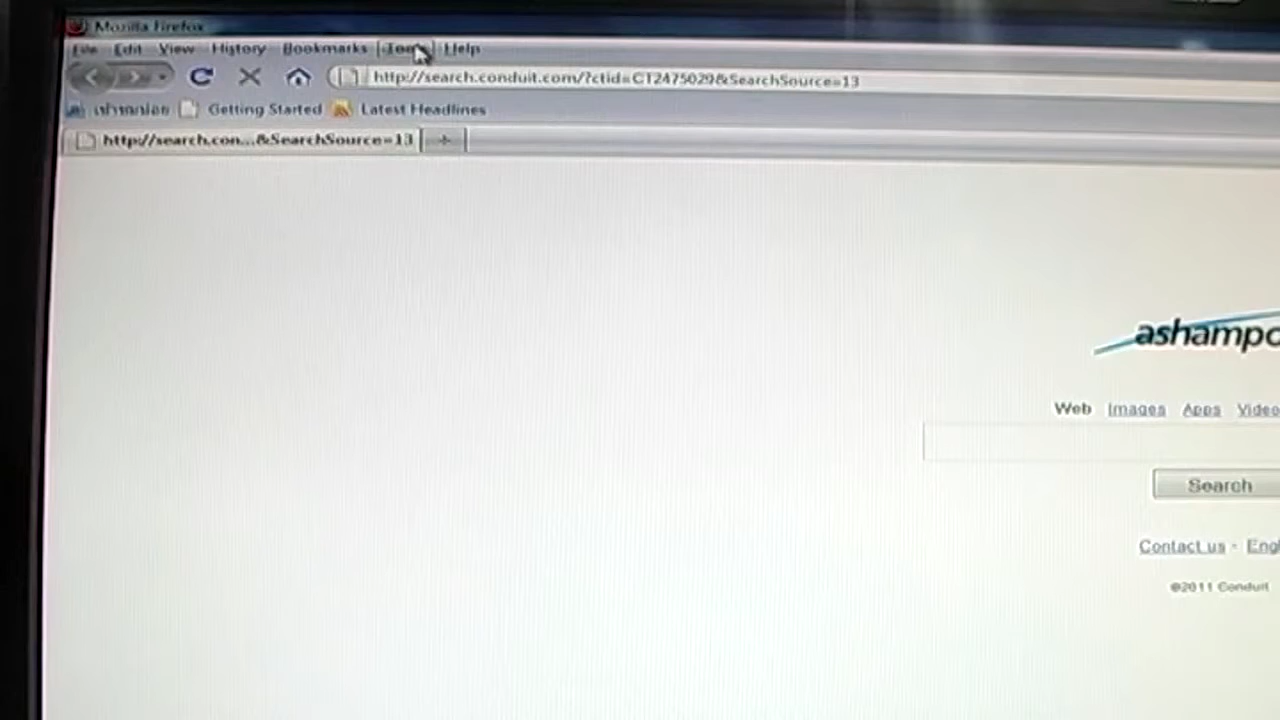 Mozilla Firefox
File Edit View History Bookmarks Tools Help
http://search.conduit.com/?ctid=CT2475029&SearchSource=13
Getting Started Latest Headlines
http://search.con...&SearchSource=13
ashampo
Web Images Apps Video
Search
Contact us - Engl
©2011 Conduit